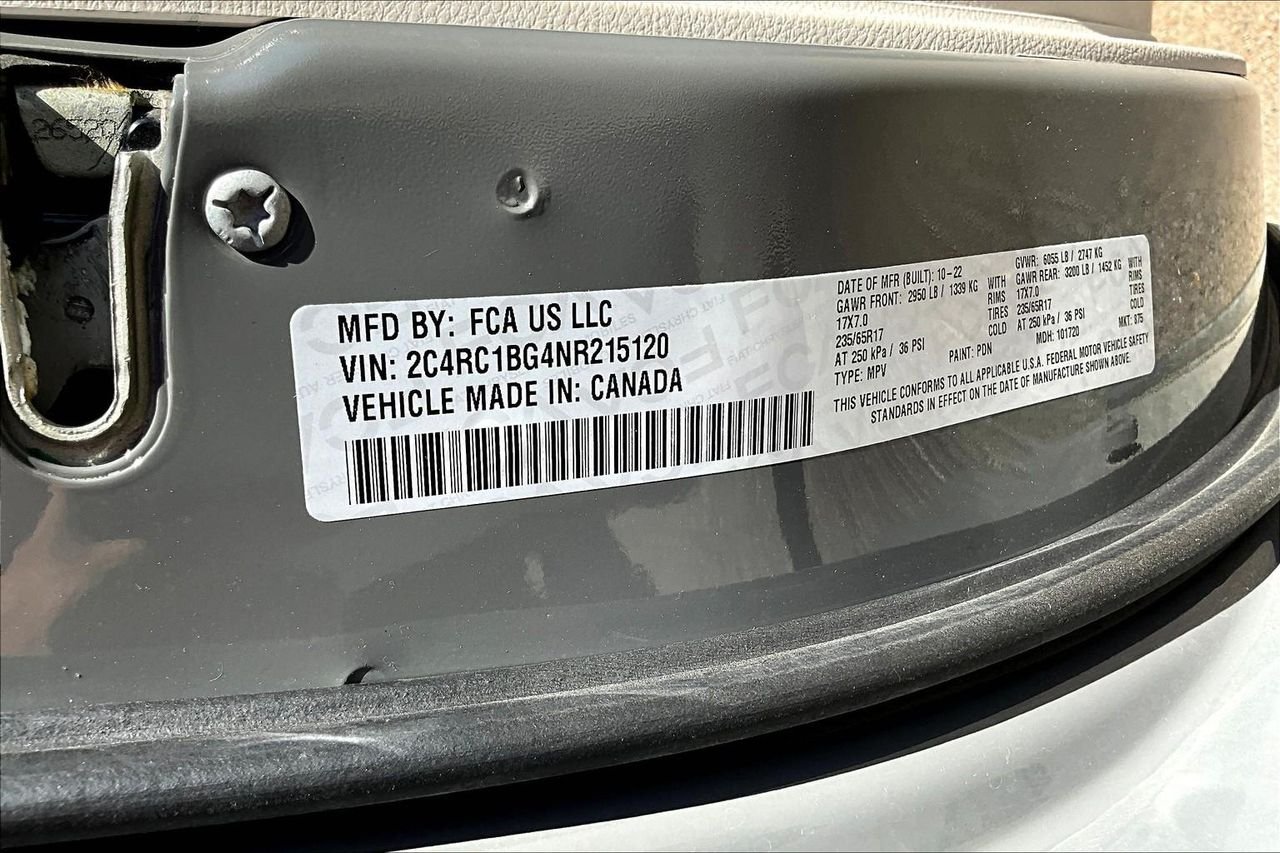 26520
MFD BY: FCA US LLC
VIN: 2C4RC1BG4NR215120
VEHICLE MADE IN: CANADA
DATE OF MFR (BUILT): 10-22 GVWR: 6055 LB / 2747 KG
GAWR FRONT: 2950 LB / 1339 KG WITH GAWR REAR: 3200 LB / 1452 KG WITH
17X7.0 RIMS 17X7.0 RIMS
235/65R17 TIRES 235/65R17 TIRES
AT 250 kPa / 36 PSI COLD AT 250 kPa / 36 PSI COLD
TYPE: MPV PAINT: PDN MDH: 101720 MKT: 875
THIS VEHICLE CONFORMS TO ALL APPLICABLE U.S.A. FEDERAL MOTOR VEHICLE SAFETY
STANDARDS IN EFFECT ON THE DATE OF MANUFACTURE SHOWN ABOVE.